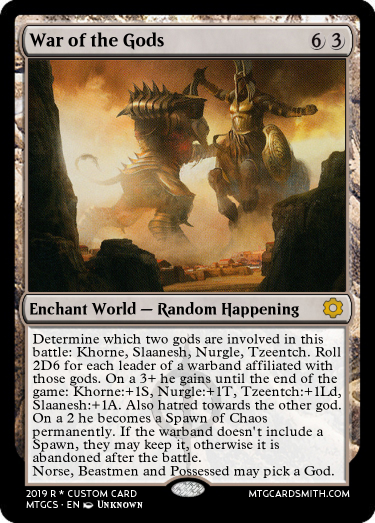 War of the Gods 6 3
Enchant World — Random Happening
Determine which two gods are involved in this
battle: Khorne, Slaanesh, Nurgle, Tzeentch. Roll
2D6 for each leader of a warband affiliated with
those gods. On a 3+ he gains until the end of the
game: Khorne:+1S, Nurgle:+1T, Tzeentch:+1Ld,
Slaanesh:+1A. Also hatred towards the other god.
On a 2 he becomes a Spawn of Chaos
permanently. If the warband doesn't include a
Spawn, they may keep it, otherwise it is
abandoned after the battle.
Norse, Beastmen and Possessed may pick a God.
2019 R * CUSTOM CARD
MTGCS · EN Unknown
MTGCARDSMITH.COM